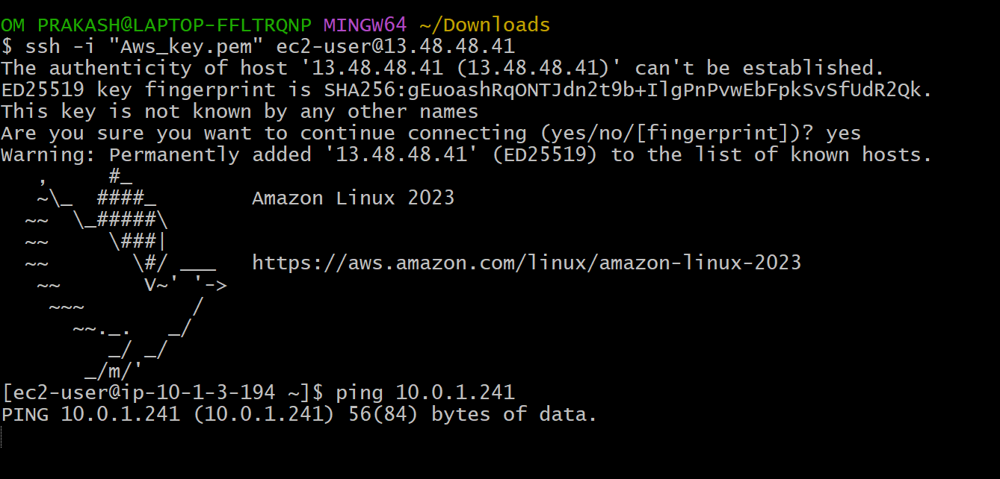 OM PRAKASH@LAPTOP-FFLTRQNP MINGW64 ~/Downloads
$ ssh -i "Aws_key.pem" ec2-user@13.48.48.41
The authenticity of host '13.48.48.41 (13.48.48.41)' can't be established.
ED25519 key fingerprint is SHA256:gEuoashRqONTJdn2t9b+IlgPnPvwEbFpkSvSfUdR2Qk.
This key is not known by any other names
Are you sure you want to continue connecting (yes/no/[fingerprint])? yes
Warning: Permanently added '13.48.48.41' (ED25519) to the list of known hosts.
   ,     #_
   ~\_  ####_        Amazon Linux 2023
  ~~  \_#####\
  ~~     \###|
  ~~       \#/ ___   https://aws.amazon.com/linux/amazon-linux-2023
   ~~       V~' '->
    ~~~         /
      ~~._.   _/
         _/ _/
       _/m/'
[ec2-user@ip-10-1-3-194 ~]$ ping 10.0.1.241
PING 10.0.1.241 (10.0.1.241) 56(84) bytes of data.